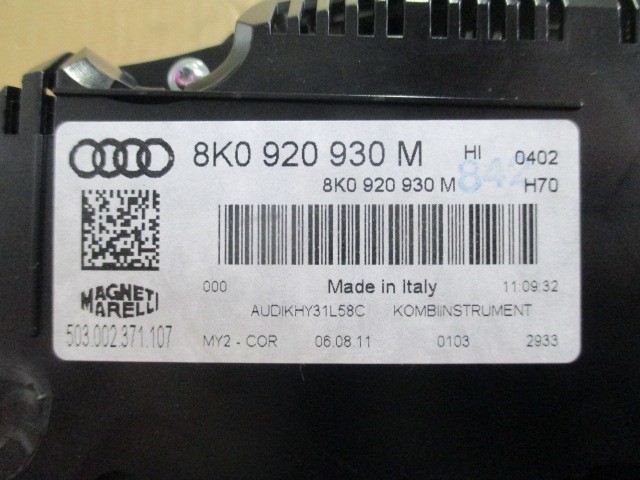 8K0 920 930 M HI 0402
8K0 920 930 M H70
842
000 Made in Italy 11:09:32
MAGNETI MARELLI
AUDIKHY31L58C KOMBIINSTRUMENT
503.002.371.107 MY2 - COR 06.08.11 0103 2933